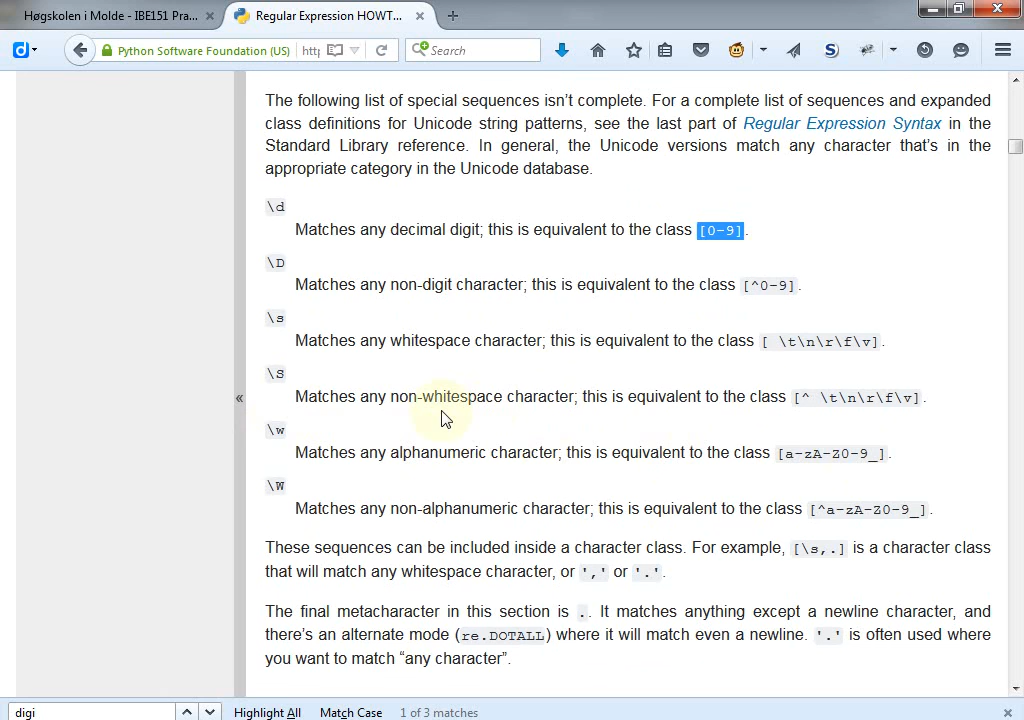 Høgskolen i Molde - IBE151 Pra...
Regular Expression HOWT...
Python Software Foundation (US)
Search
The following list of special sequences isn't complete. For a complete list of sequences and expanded
class definitions for Unicode string patterns, see the last part of Regular Expression Syntax in the
Standard Library reference. In general, the Unicode versions match any character that's in the
appropriate category in the Unicode database.
\d
Matches any decimal digit; this is equivalent to the class [0-9].
\D
Matches any non-digit character; this is equivalent to the class [^0-9].
\s
Matches any whitespace character; this is equivalent to the class [ \t\n\r\f\v].
\S
Matches any non-whitespace character; this is equivalent to the class [^ \t\n\r\f\v].
\w
Matches any alphanumeric character; this is equivalent to the class [a-zA-Z0-9_].
\W
Matches any non-alphanumeric character; this is equivalent to the class [^a-zA-Z0-9_].
These sequences can be included inside a character class. For example, [\s,.] is a character class
that will match any whitespace character, or ',' or '.'.
The final metacharacter in this section is . It matches anything except a newline character, and
there's an alternate mode (re.DOTALL) where it will match even a newline. '.' is often used where
you want to match “any character”.
digi
Highlight All
Match Case
1 of 3 matches